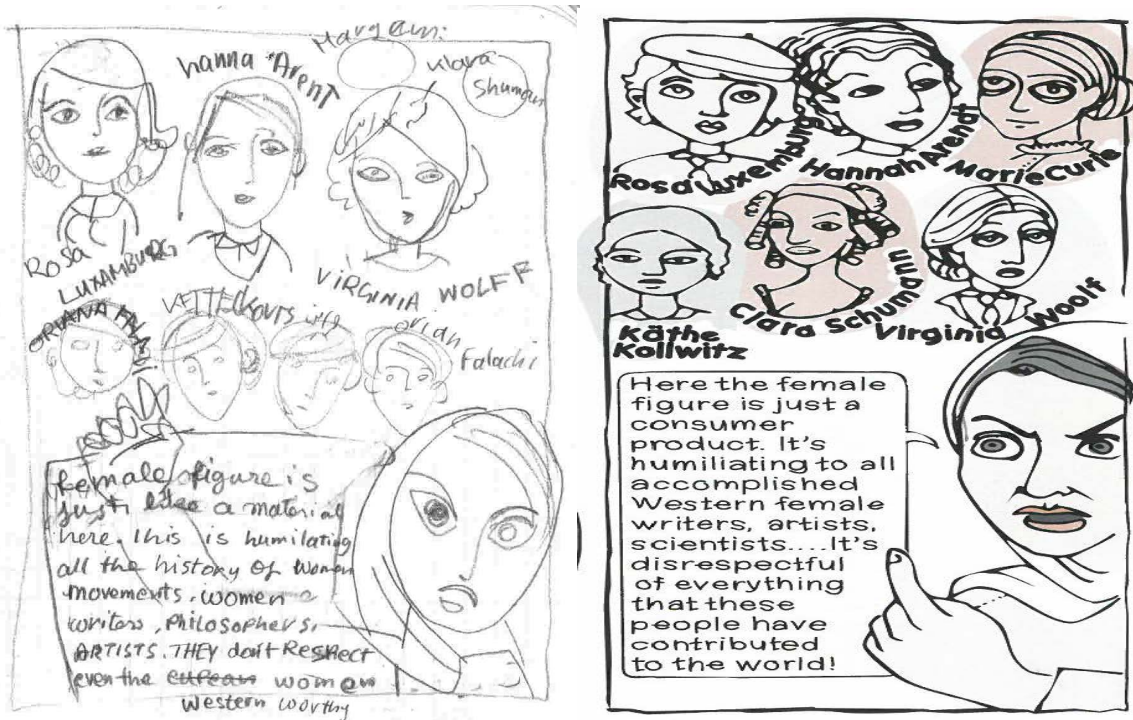 hanna Arent
Shuman
ROSA
LUXAMBURG
VIRGINIA WOLFF
ORIANA
orian
Falachi
female figure is
just like a material
here. this is humilating
all the history of women
movements. women
writers, philosophers,
ARTISTS. THEY don't Respect
even the women
western worthy
Rosa Luxemburg
Hannah Arendt
Marie Curie
Käthe
Kollwitz
Clara Schumann
Virginia Woolf
Here the female
figure is just a
consumer
product. It's
humiliating to all
accomplished
Western female
writers, artists,
scientists....It's
disrespectful
of everything
that these
people have
contributed
to the world!